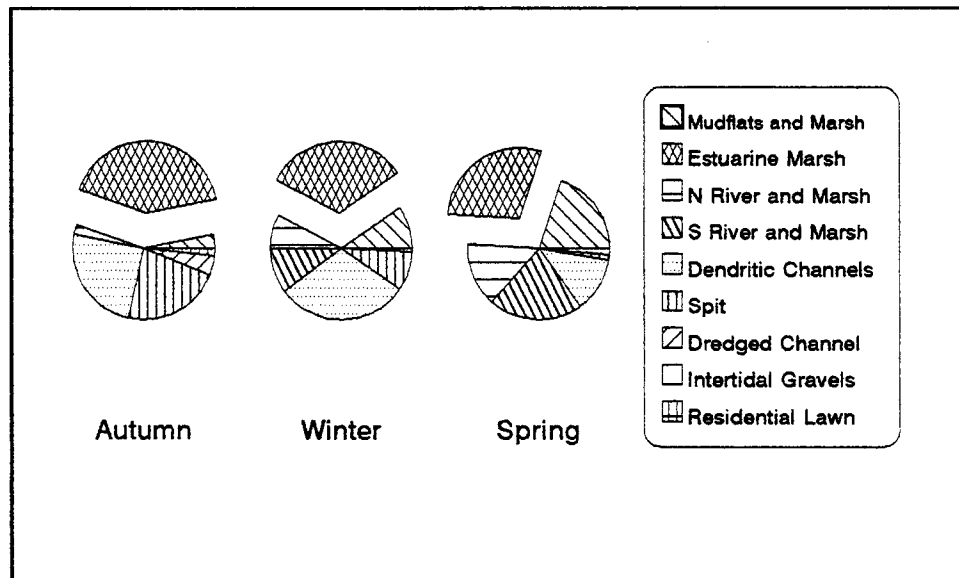 Mudflats and Marsh
Estuarine Marsh
N River and Marsh
S River and Marsh
Dendritic Channels
Spit
Dredged Channel
Intertidal Gravels
Residential Lawn
Autumn
Winter
Spring